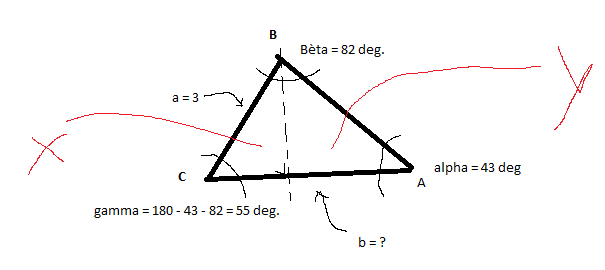 B
Bèta = 82 deg.
a = 3
X
y
C
A
alpha = 43 deg
gamma = 180 - 43 - 82 = 55 deg.
b = ?